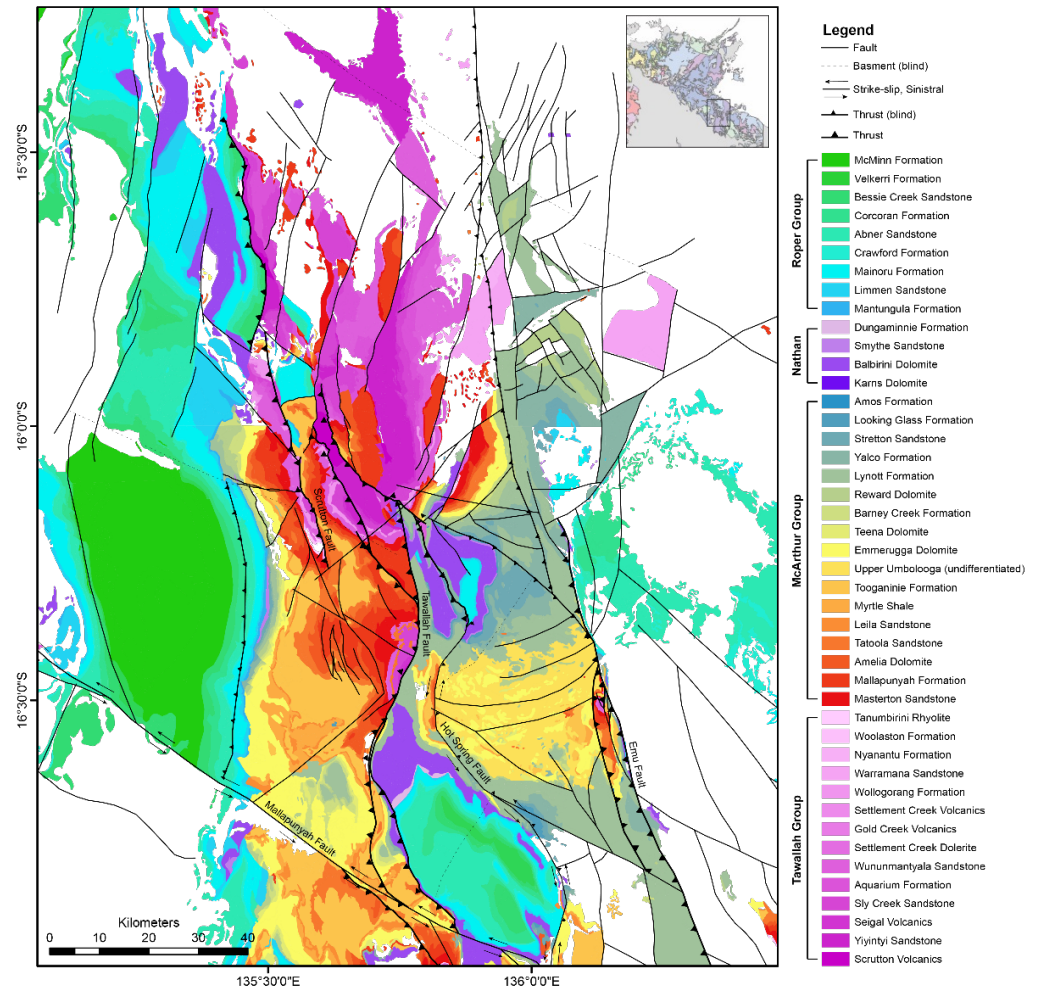 15°30'0"S
16°0'0"S
16°30'0"S
135°30'0"E
136°0'0"E
Scrutton Fault
Tawallah Fault
Hot Spring Fault
Emu Fault
Mallapunyah Fault
Kilometers
0 5 10 20 30 40
Legend
Fault
Basment (blind)
Strike-slip, Sinistral
Thrust (blind)
Thrust
Roper Group
McMinn Formation
Velkerri Formation
Bessie Creek Sandstone
Corcoran Formation
Abner Sandstone
Crawford Formation
Mainoru Formation
Limmen Sandstone
Mantungula Formation
Nathan
Dungaminnie Formation
Smythe Sandstone
Balbirini Dolomite
Karns Dolomite
McArthur Group
Amos Formation
Looking Glass Formation
Stretton Sandstone
Yalco Formation
Lynott Formation
Reward Dolomite
Barney Creek Formation
Teena Dolomite
Emmerugga Dolomite
Upper Umbolooga (undifferentiated)
Tooganinie Formation
Myrtle Shale
Leila Sandstone
Tatoola Sandstone
Amelia Dolomite
Mallapunyah Formation
Masterton Sandstone
Tawallah Group
Tanumbirini Rhyolite
Woolaston Formation
Nyanantu Formation
Warramana Sandstone
Wollogorang Formation
Settlement Creek Volcanics
Gold Creek Volcanics
Settlement Creek Dolerite
Wununmantyala Sandstone
Aquarium Formation
Sly Creek Sandstone
Seigal Volcanics
Yiyintyi Sandstone
Scrutton Volcanics